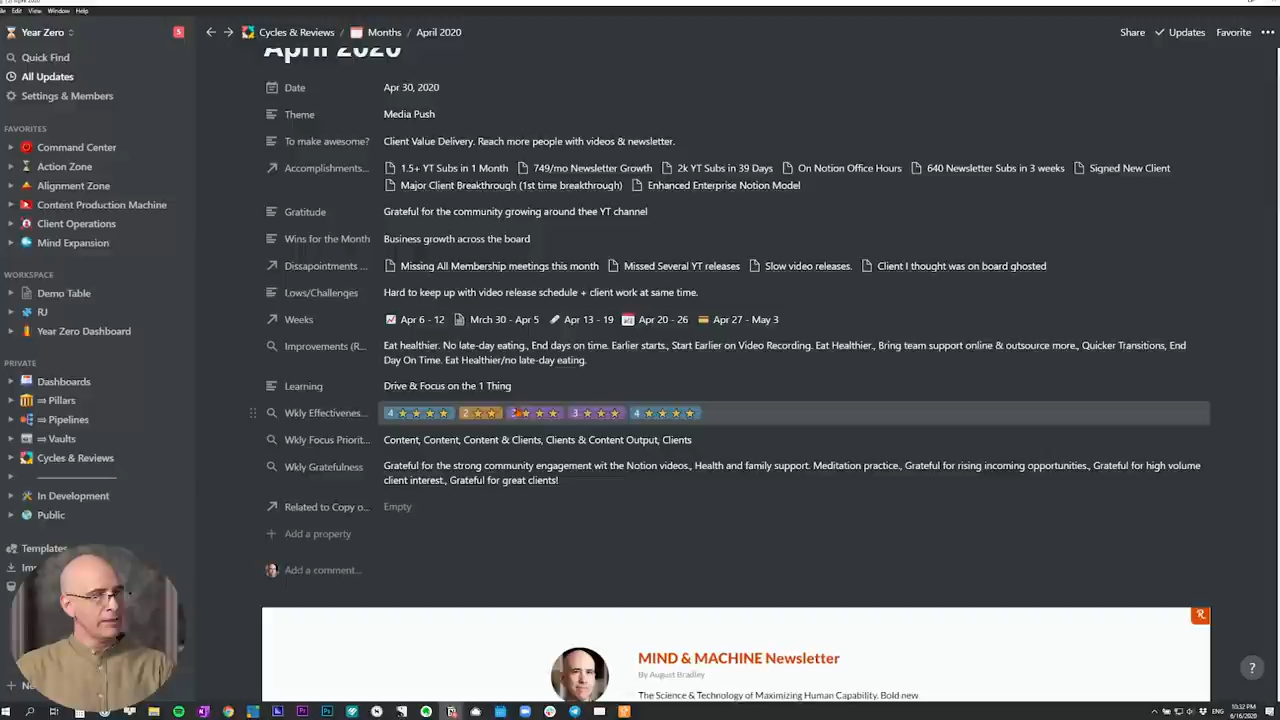 File Edit View Window Help
Year Zero
S
Cycles & Reviews / Months / April 2020
Share Updates Favorite
Quick Find
All Updates
Settings & Members
FAVORITES
Command Center
Action Zone
Alignment Zone
Content Production Machine
Client Operations
Mind Expansion
WORKSPACE
Demo Table
RJ
Year Zero Dashboard
PRIVATE
Dashboards
⇒ Pillars
⇒ Pipelines
⇒ Vaults
Cycles & Reviews
In Development
Public
Templates
April 2020
Date Apr 30, 2020
Theme Media Push
To make awesome? Client Value Delivery. Reach more people with videos & newsletter.
Accomplishments... 1.5+ YT Subs in 1 Month 749/mo Newsletter Growth 2k YT Subs in 39 Days On Notion Office Hours 640 Newsletter Subs in 3 weeks Signed New Client
Major Client Breakthrough (1st time breakthrough) Enhanced Enterprise Notion Model
Gratitude Grateful for the community growing around thee YT channel
Wins for the Month Business growth across the board
Dissapointments ... Missing All Membership meetings this month Missed Several YT releases Slow video releases. Client I thought was on board ghosted
Lows/Challenges Hard to keep up with video release schedule + client work at same time.
Weeks Apr 6 - 12 Mrch 30 - Apr 5 Apr 13 - 19 Apr 20 - 26 Apr 27 - May 3
Improvements (R... Eat healthier. No late-day eating., End days on time. Earlier starts., Start Earlier on Video Recording. Eat Healthier., Bring team support online & outsource more., Quicker Transitions, End
Day On Time. Eat Healthier/no late-day eating.
Learning Drive & Focus on the 1 Thing
Wkly Effectivenes... 4 ⭐⭐⭐⭐ 2 ⭐⭐ ⭐⭐⭐ 3 ⭐⭐⭐ 4 ⭐⭐⭐⭐
Wkly Focus Priorit... Content, Content, Content & Clients, Clients & Content Output, Clients
Wkly Gratefulness Grateful for the strong community engagement wit the Notion videos., Health and family support. Meditation practice., Grateful for rising incoming opportunities., Grateful for high volume
client interest., Grateful for great clients!
Related to Copy o... Empty
Add a property
Add a comment...
MIND & MACHINE Newsletter
By August Bradley
The Science & Technology of Maximizing Human Capability. Bold new
?
ENG
10:32 PM
6/16/2020